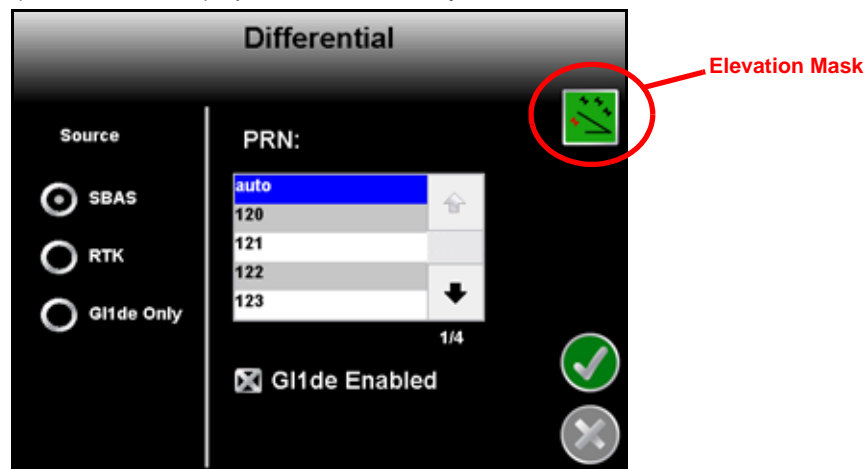 Differential
Elevation Mask
Source
PRN:
SBAS
RTK
Gl1de Only
auto
120
121
122
123
1/4
Gl1de Enabled